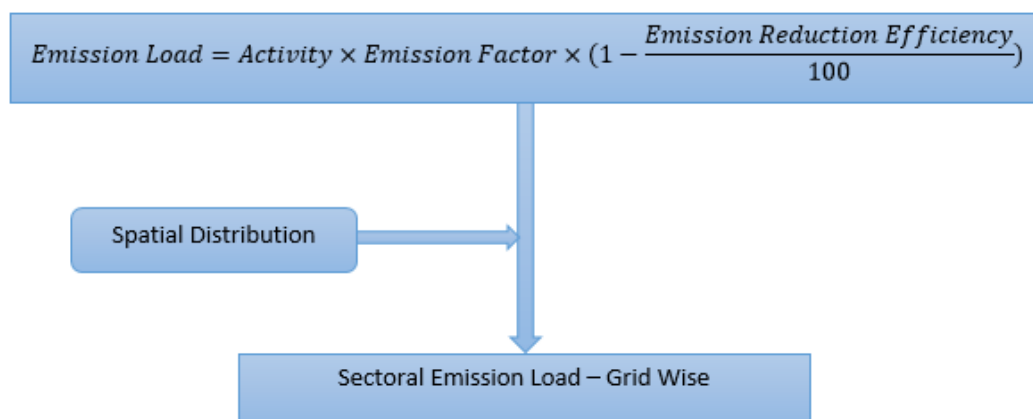 Emission Load = Activity × Emission Factor × (1 − Emission Reduction Efficiency / 100)
Spatial Distribution
Sectoral Emission Load – Grid Wise